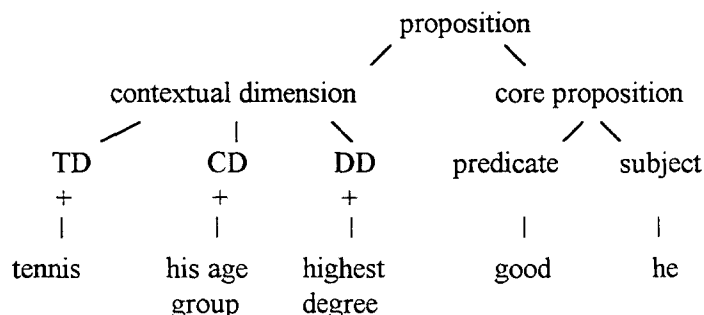 proposition
contextual dimension core proposition
TD CD DD predicate subject
+ + +
tennis his age highest good he
group degree